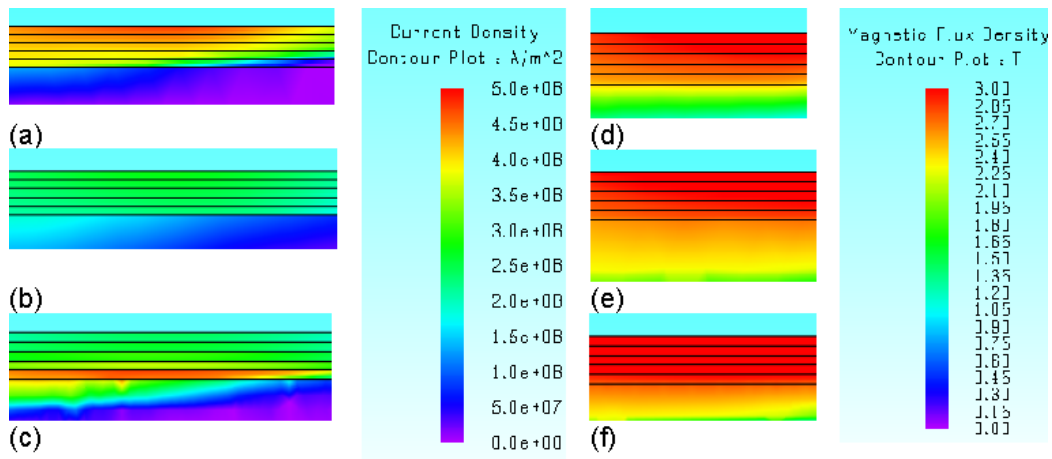 (a)
(b)
(c)
Current Density
Contour Plot : A/m^2
5.0e+08
4.5e+08
4.0e+08
3.5e+08
3.0e+08
2.5e+08
2.0e+08
1.5e+08
1.0e+08
5.0e+07
0.0e+00
(d)
(e)
(f)
Magnetic Flux Density
Contour Plot : T
3.00
2.85
2.70
2.55
2.40
2.25
2.10
1.95
1.80
1.65
1.50
1.35
1.20
1.05
0.90
0.75
0.60
0.45
0.30
0.15
0.00